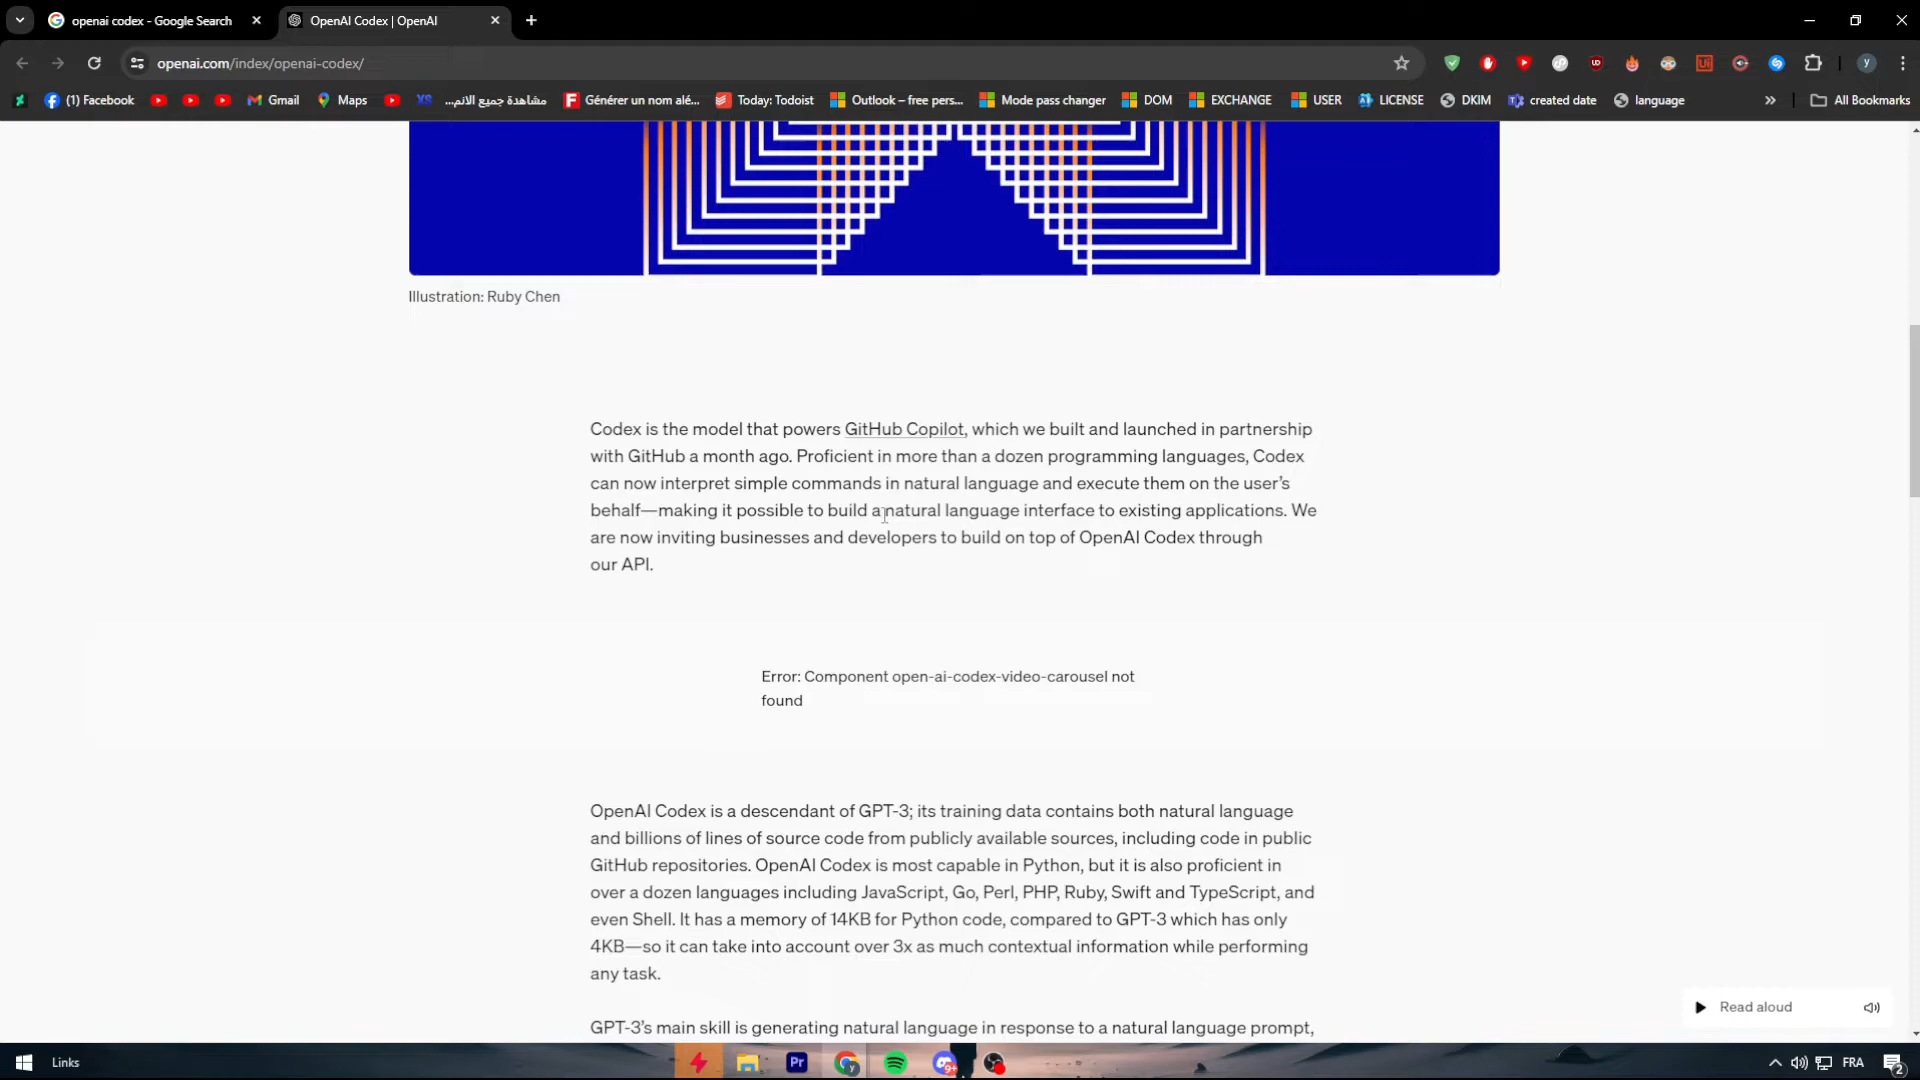 openai codex - Google Search
OpenAI Codex | OpenAI
openai.com/index/openai-codex/
(1) Facebook
Gmail
Maps
مشاهدة جميع الانم...
Générer un nom alé...
Today: Todoist
Outlook – free pers...
Mode pass changer
DOM
EXCHANGE
USER
LICENSE
DKIM
created date
language
All Bookmarks
Illustration: Ruby Chen
Codex is the model that powers GitHub Copilot, which we built and launched in partnership
with GitHub a month ago. Proficient in more than a dozen programming languages, Codex
can now interpret simple commands in natural language and execute them on the user’s
behalf—making it possible to build a natural language interface to existing applications. We
are now inviting businesses and developers to build on top of OpenAI Codex through
our API.
Error: Component open-ai-codex-video-carousel not
found
OpenAI Codex is a descendant of GPT-3; its training data contains both natural language
and billions of lines of source code from publicly available sources, including code in public
GitHub repositories. OpenAI Codex is most capable in Python, but it is also proficient in
over a dozen languages including JavaScript, Go, Perl, PHP, Ruby, Swift and TypeScript, and
even Shell. It has a memory of 14KB for Python code, compared to GPT-3 which has only
4KB—so it can take into account over 3x as much contextual information while performing
any task.
GPT-3’s main skill is generating natural language in response to a natural language prompt,
Read aloud
Links
Pr
9+
FRA
2